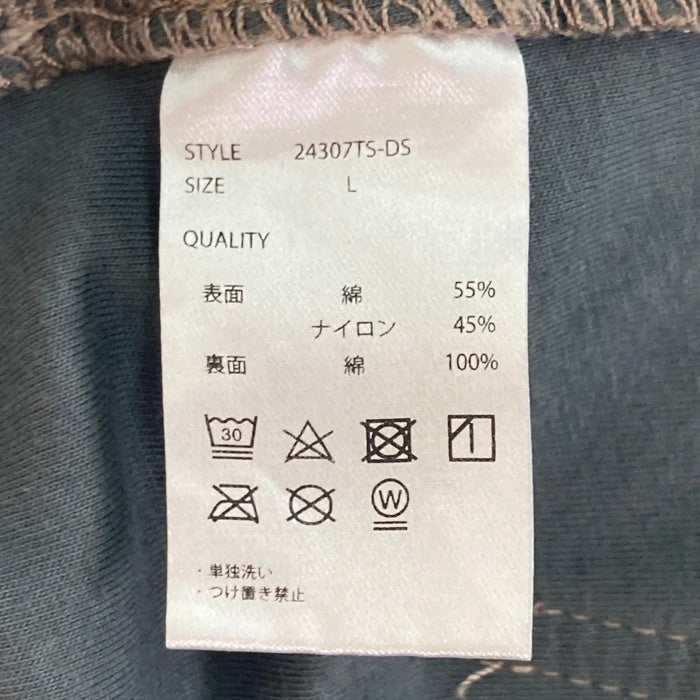 STYLE 24307TS-DS
SIZE L
QUALITY
表面 綿 55%
ナイロン 45%
裏面 綿 100%
30
W
・単独洗い
・つけ置き禁止